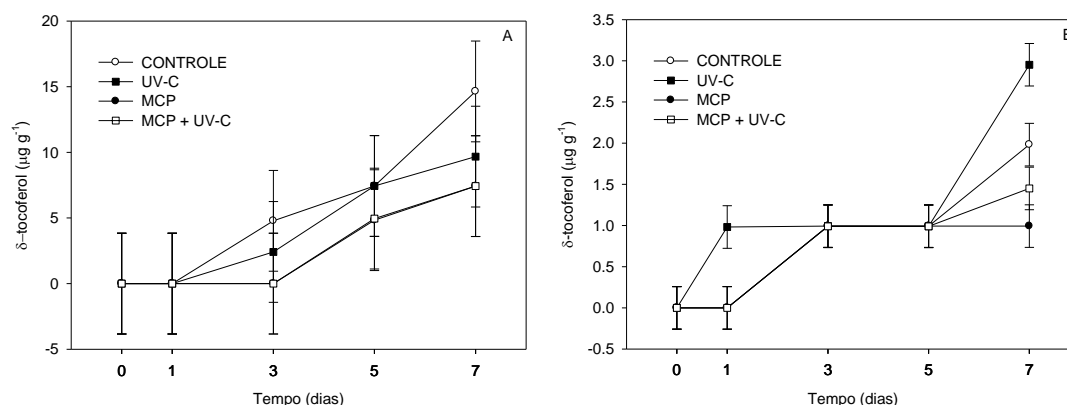 A
CONTROLE
UV-C
MCP
MCP + UV-C
20
15
10
5
0
-5
δ-tocoferol (µg g⁻¹)
0 1 3 5 7
Tempo (dias)
CONTROLE
UV-C
MCP
MCP + UV-C
3.5
3.0
2.5
2.0
1.5
1.0
0.5
0.0
-0.5
δ-tocoferol (µg g⁻¹)
0 1 3 5 7
Tempo (dias)